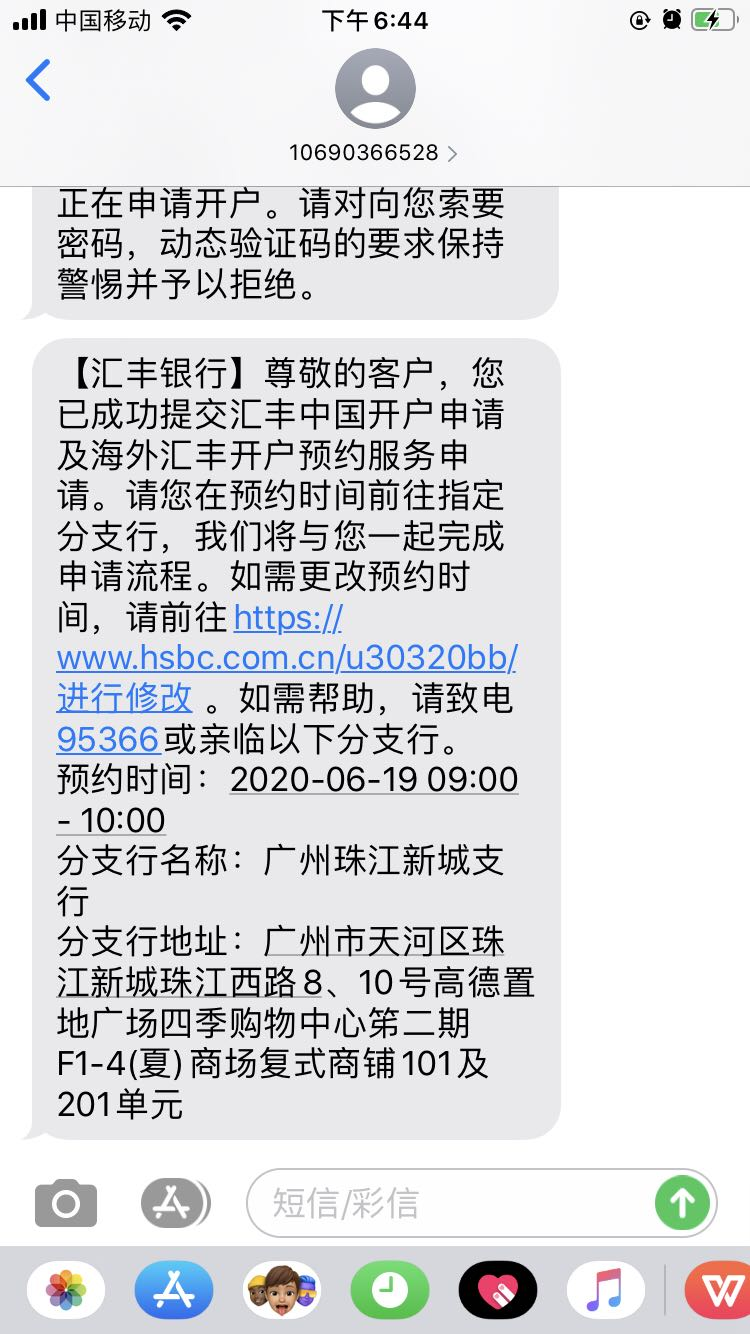 中国移动
下午6:44
10690366528
正在申请开户。请对向您索要
密码，动态验证码的要求保持
警惕并予以拒绝。
【汇丰银行】尊敬的客户，您
已成功提交汇丰中国开户申请
及海外汇丰开户预约服务申
请。请您在预约时间前往指定
分支行，我们将与您一起完成
申请流程。如需更改预约时
间，请前往https://
www.hsbc.com.cn/u30320bb/
进行修改 。如需帮助，请致电
95366或亲临以下分支行。
预约时间：2020-06-19 09:00
- 10:00
分支行名称：广州珠江新城支
行
分支行地址：广州市天河区珠
江新城珠江西路8、10号高德置
地广场四季购物中心笫二期
F1-4(夏)商场复式商铺101及
201单元
短信/彩信